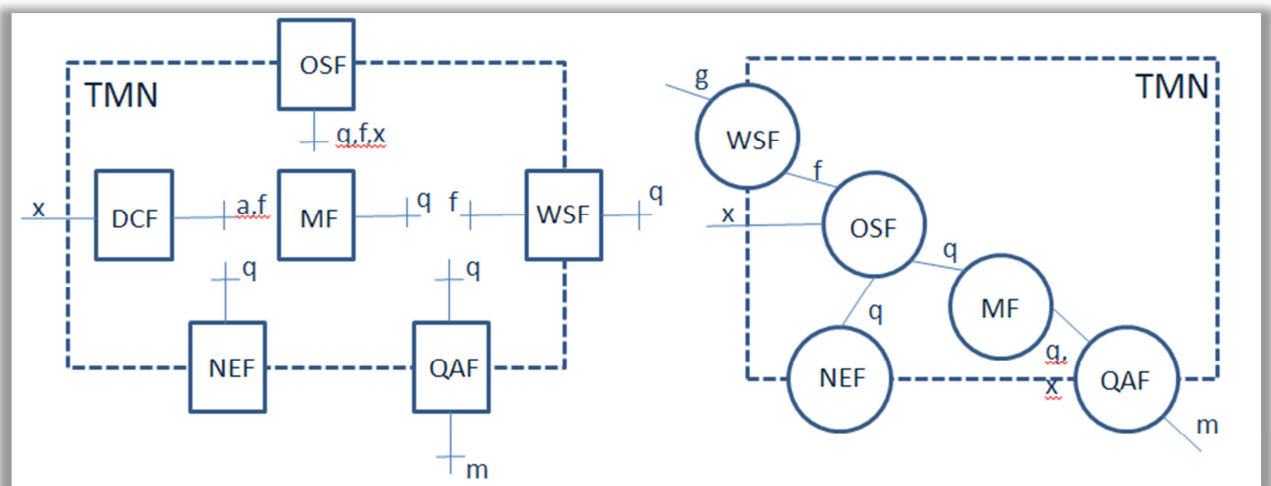 OSF
TMN
q,f,x
x
DCF
a,f
MF
q
f
WSF
q
q
q
NEF
QAF
m
g
TMN
WSF
f
x
OSF
q
MF
q
q,
x
NEF
QAF
m